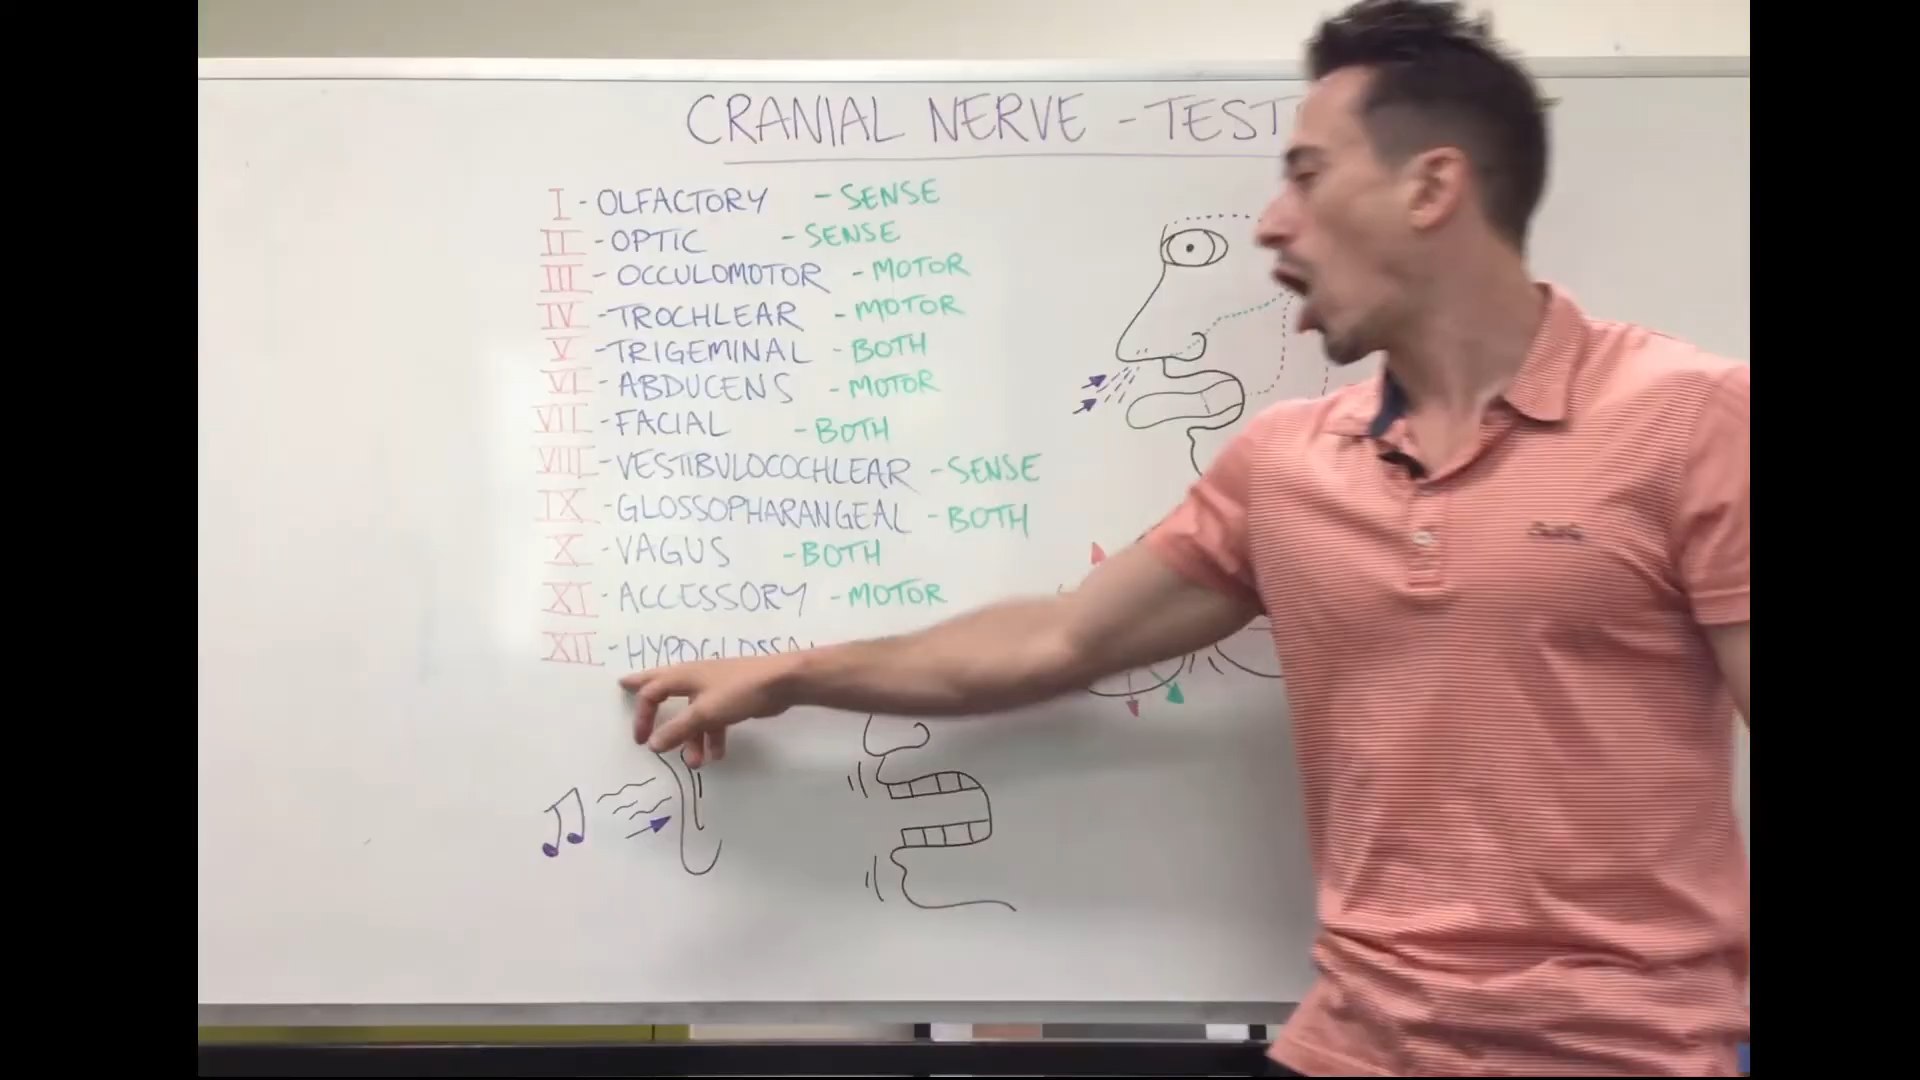 CRANIAL NERVE - TEST
I - OLFACTORY - SENSE
II - OPTIC - SENSE
III - OCCULOMOTOR - MOTOR
IV - TROCHLEAR - MOTOR
V - TRIGEMINAL - BOTH
VI - ABDUCENS - MOTOR
VII - FACIAL - BOTH
VIII - VESTIBULOCOCHLEAR - SENSE
IX - GLOSSOPHARANGEAL - BOTH
X - VAGUS - BOTH
XI - ACCESSORY - MOTOR
XII - HYPOGLOSSA